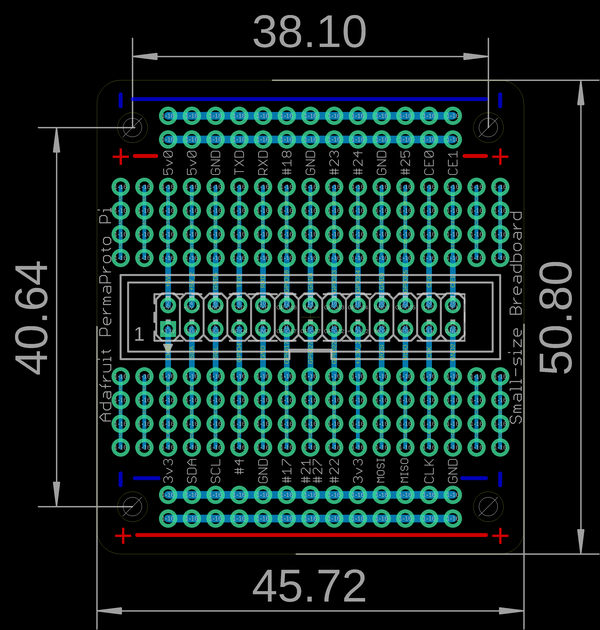 38.10
5v0 5v0 GND TXD RXD #18 GND #23 #24 GND #25 CE0 CE1
Adafruit PermaProto Pi
Small-size Breadboard
40.64
50.80
1
3v3 SDA SCL #4 GND #17 #21 #27 #22 3v3 MOSI MISO CLK GND
45.72